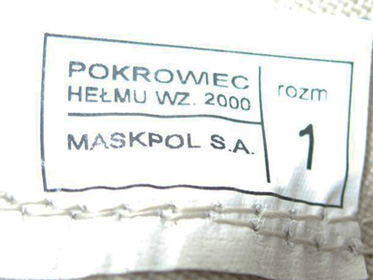 POKROWIEC
HEŁMU WZ. 2000
MASKPOL S.A.
rozm
1